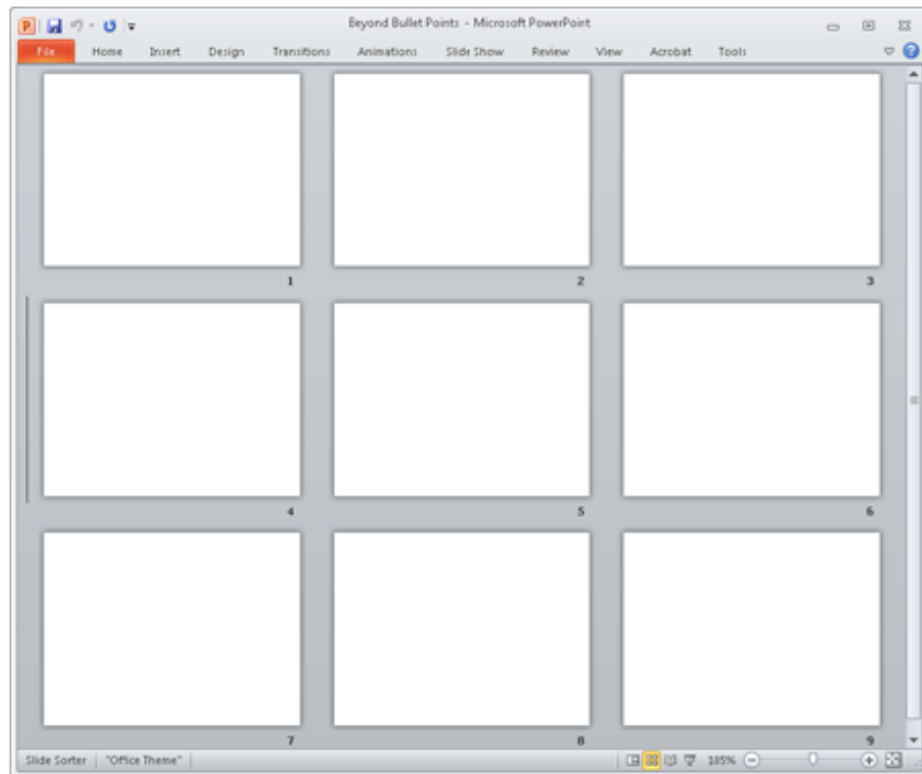 Beyond Bullet Points - Microsoft PowerPoint
File Home Insert Design Transitions Animations Slide Show Review View Acrobat Tools
1 2 3
4 5 6
7 8 9
Slide Sorter "Office Theme" 105%